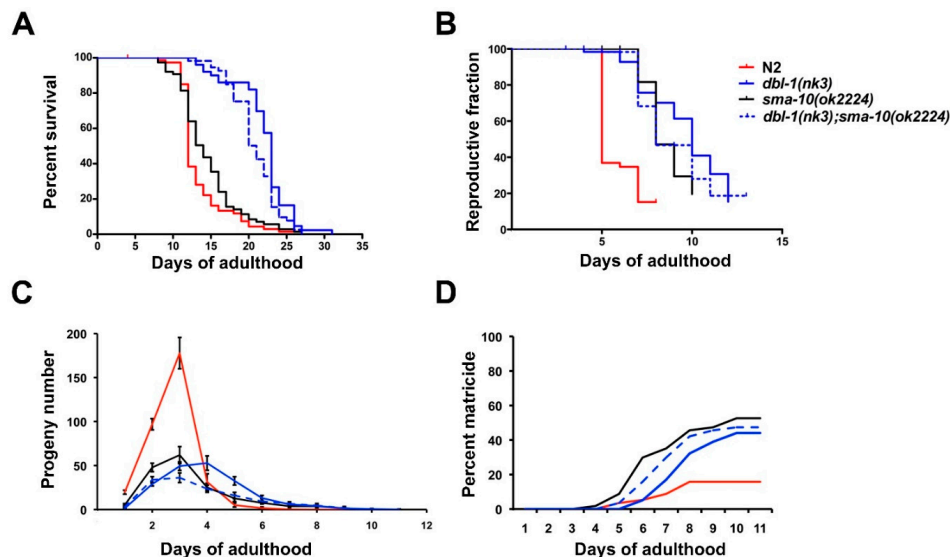 A
Percent survival
100
80
60
40
20
0
0 5 10 15 20 25 30 35
Days of adulthood
B
Reproductive fraction
100
80
60
40
20
5 10 15
Days of adulthood
N2
dbl-1(nk3)
sma-10(ok2224)
dbl-1(nk3);sma-10(ok2224)
C
Progeny number
200
150
100
50
0
2 4 6 8 10 12
Days of adulthood
D
Percent matricide
100
80
60
40
20
0
1 2 3 4 5 6 7 8 9 10 11
Days of adulthood